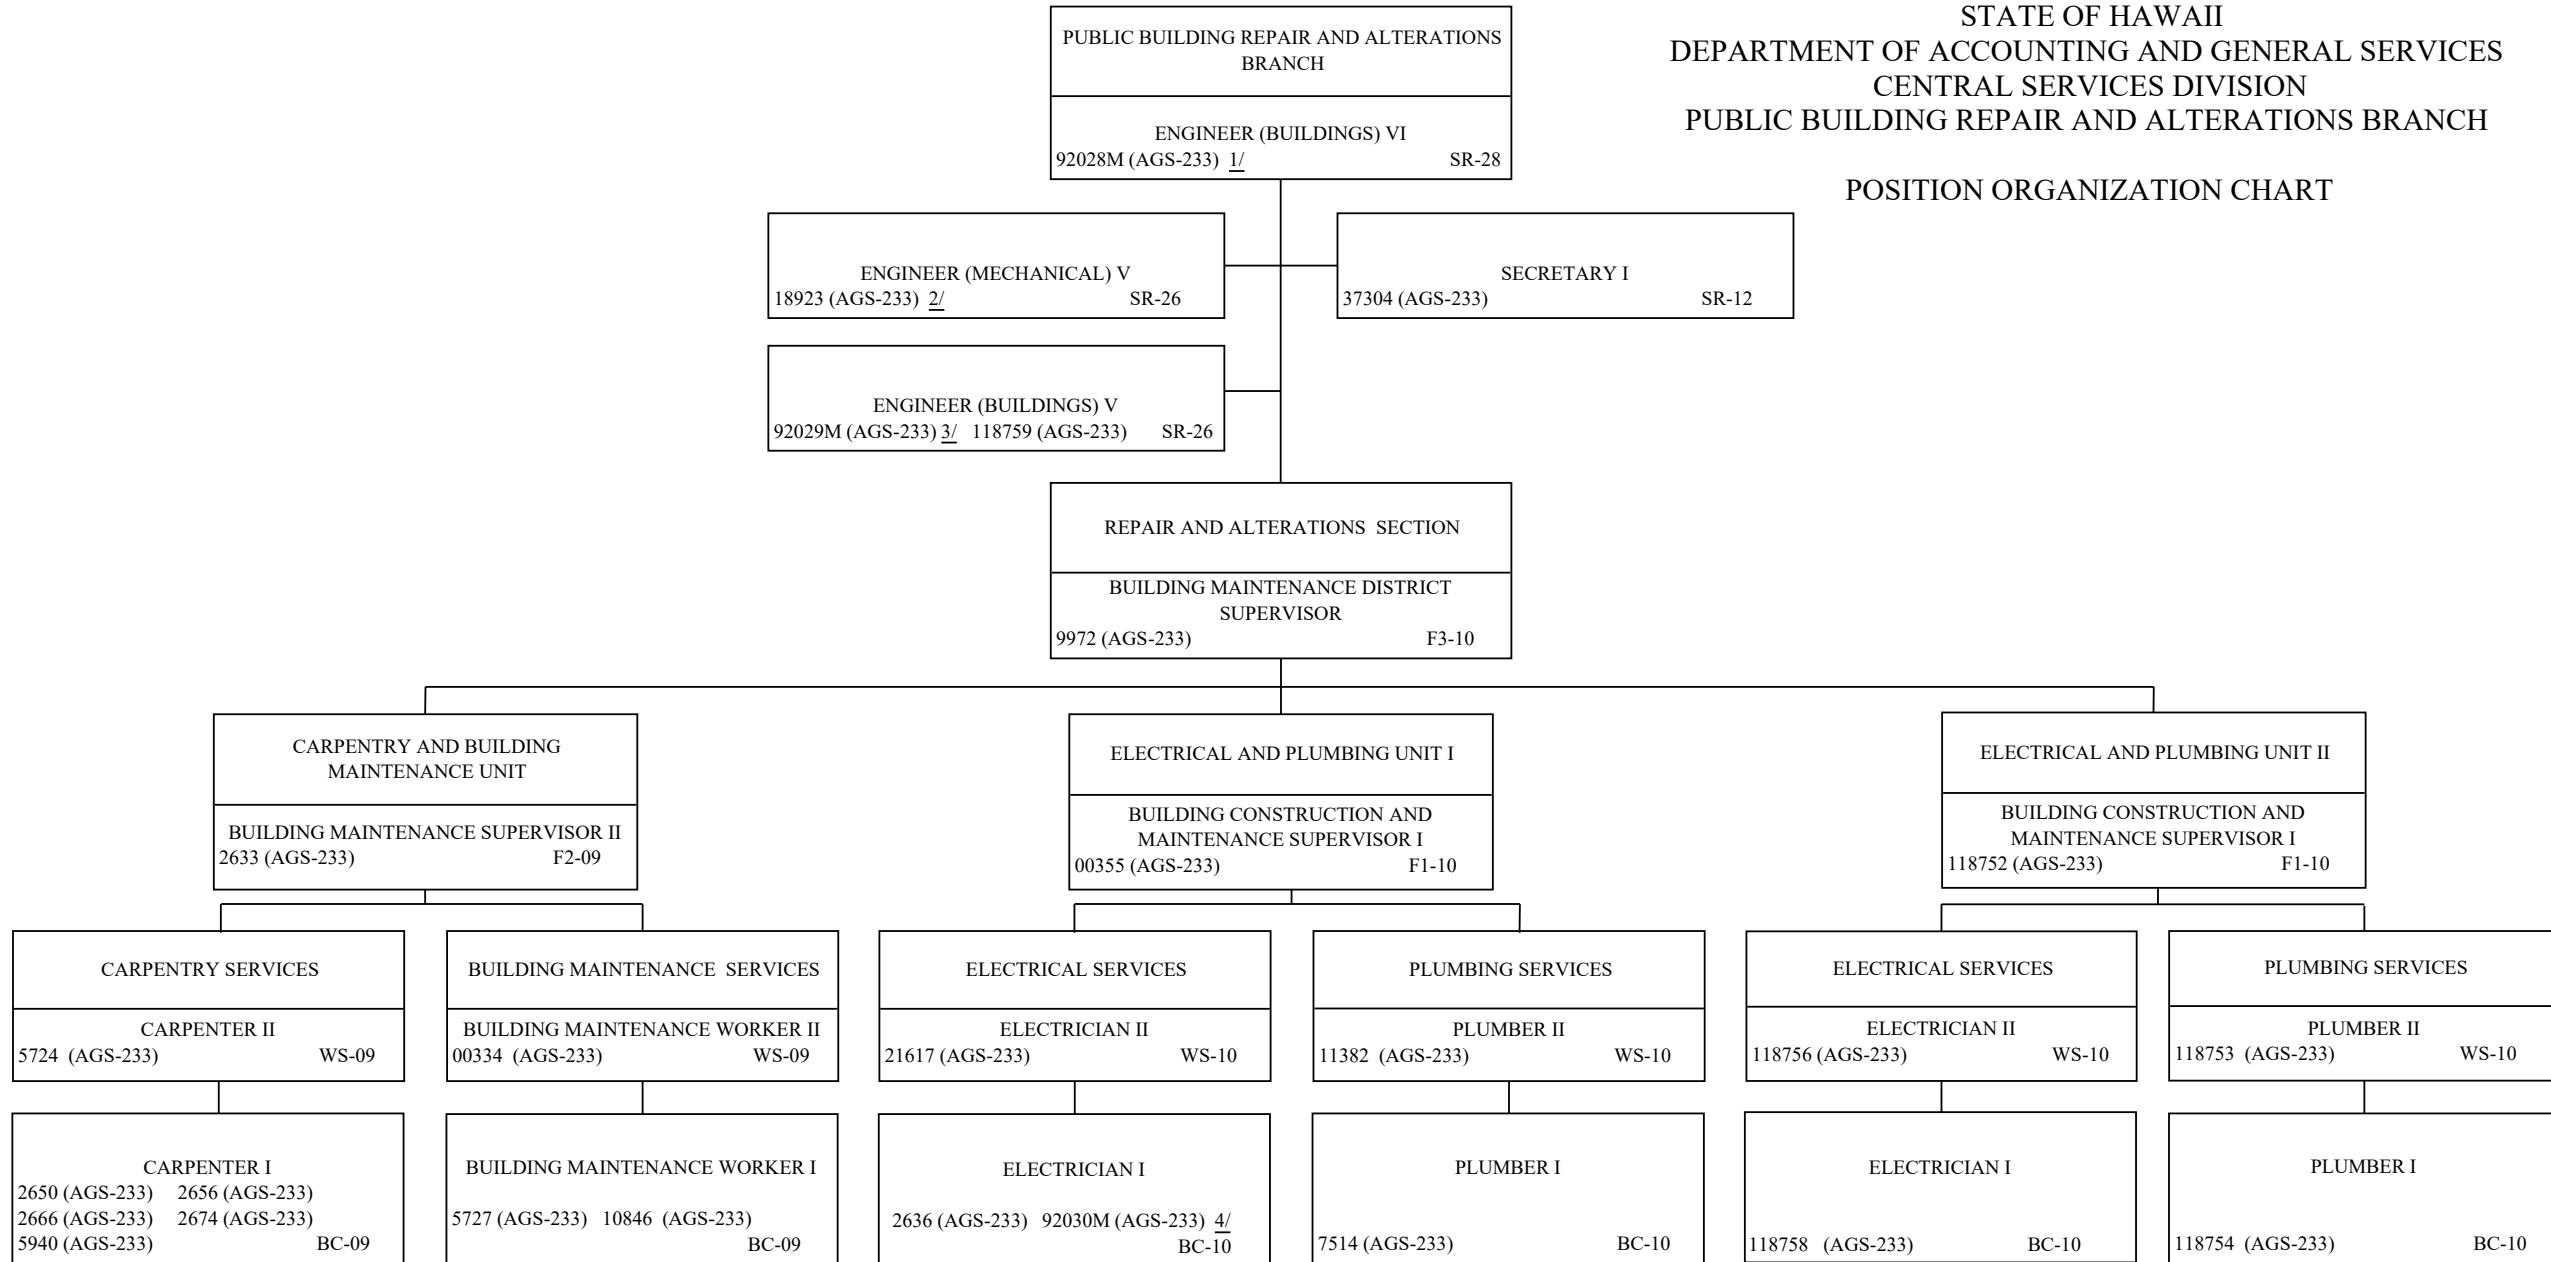 STATE OF HAWAII
DEPARTMENT OF ACCOUNTING AND GENERAL SERVICES
CENTRAL SERVICES DIVISION
PUBLIC BUILDING REPAIR AND ALTERATIONS BRANCH
POSITION ORGANIZATION CHART
PUBLIC BUILDING REPAIR AND ALTERATIONS
BRANCH
ENGINEER (BUILDINGS) VI
92028M (AGS-233) 1/ SR-28
ENGINEER (MECHANICAL) V
18923 (AGS-233) 2/ SR-26
SECRETARY I
37304 (AGS-233) SR-12
ENGINEER (BUILDINGS) V
92029M (AGS-233) 3/ 118759 (AGS-233) SR-26
REPAIR AND ALTERATIONS SECTION
BUILDING MAINTENANCE DISTRICT
SUPERVISOR
9972 (AGS-233) F3-10
CARPENTRY AND BUILDING
MAINTENANCE UNIT
BUILDING MAINTENANCE SUPERVISOR II
2633 (AGS-233) F2-09
ELECTRICAL AND PLUMBING UNIT I
BUILDING CONSTRUCTION AND
MAINTENANCE SUPERVISOR I
00355 (AGS-233) F1-10
ELECTRICAL AND PLUMBING UNIT II
BUILDING CONSTRUCTION AND
MAINTENANCE SUPERVISOR I
118752 (AGS-233) F1-10
CARPENTRY SERVICES
CARPENTER II
5724 (AGS-233) WS-09
BUILDING MAINTENANCE SERVICES
BUILDING MAINTENANCE WORKER II
00334 (AGS-233) WS-09
ELECTRICAL SERVICES
ELECTRICIAN II
21617 (AGS-233) WS-10
PLUMBING SERVICES
PLUMBER II
11382 (AGS-233) WS-10
ELECTRICAL SERVICES
ELECTRICIAN II
118756 (AGS-233) WS-10
PLUMBING SERVICES
PLUMBER II
118753 (AGS-233) WS-10
CARPENTER I
2650 (AGS-233) 2656 (AGS-233)
2666 (AGS-233) 2674 (AGS-233)
5940 (AGS-233) BC-09
BUILDING MAINTENANCE WORKER I
5727 (AGS-233) 10846 (AGS-233)
BC-09
ELECTRICIAN I
2636 (AGS-233) 92030M (AGS-233) 4/
BC-10
PLUMBER I
7514 (AGS-233) BC-10
ELECTRICIAN I
118758 (AGS-233) BC-10
PLUMBER I
118754 (AGS-233) BC-10